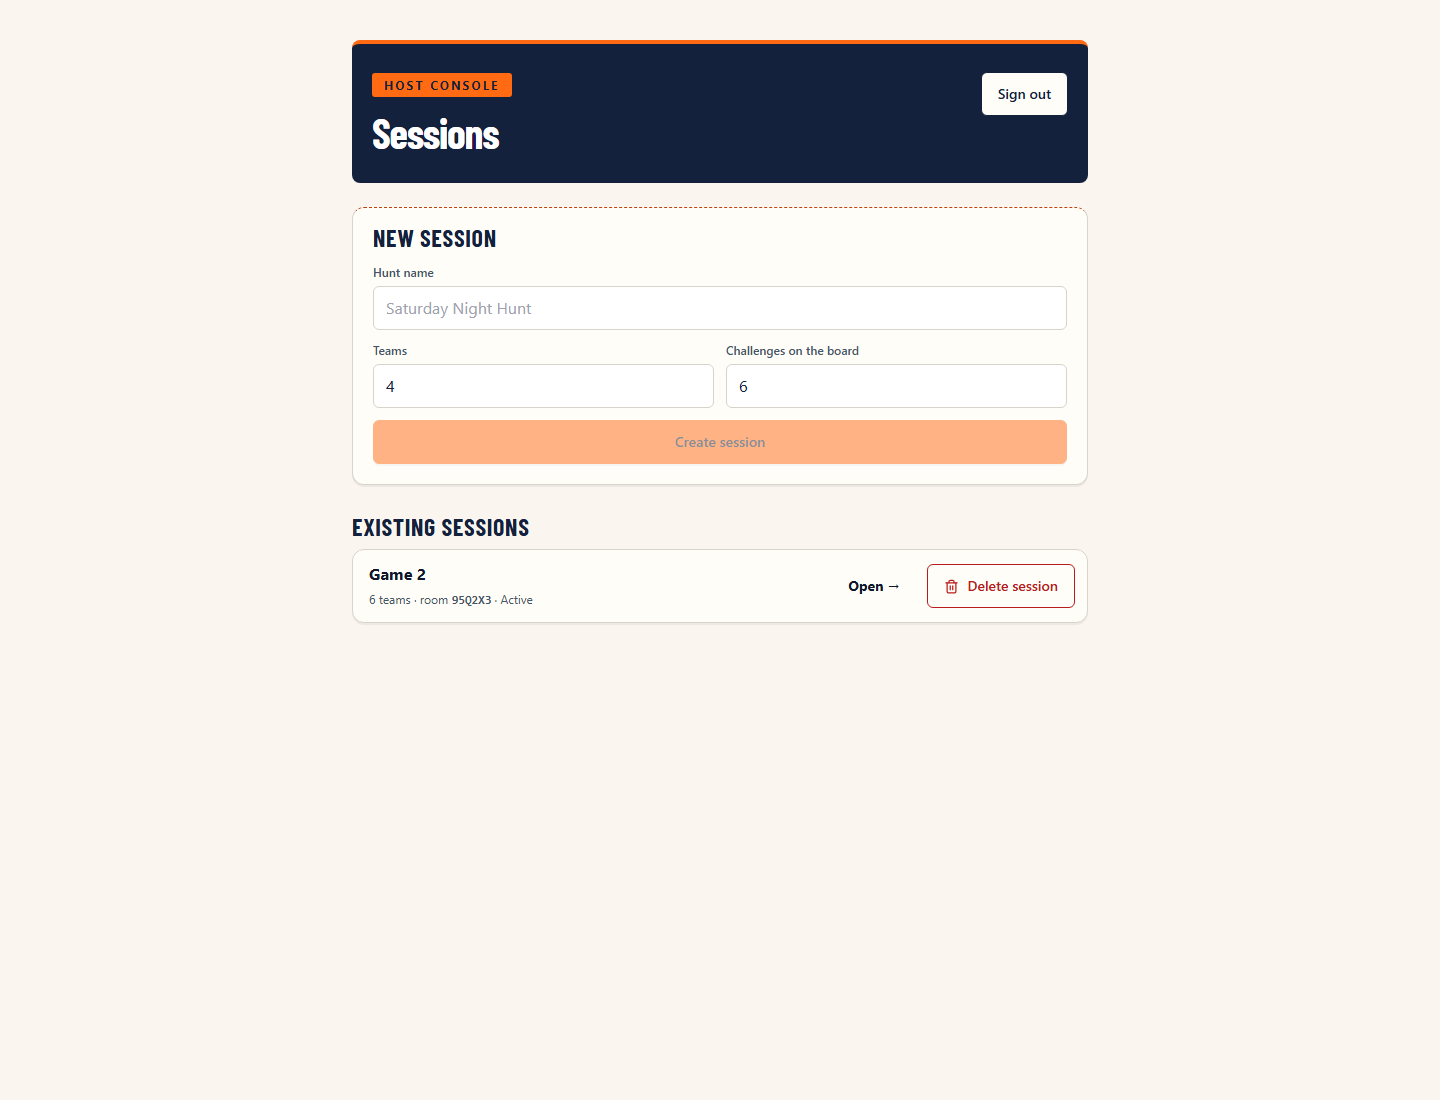 HOST CONSOLE
Sign out
Sessions
NEW SESSION
Hunt name
Saturday Night Hunt
Teams
Challenges on the board
4
6
Create session
EXISTING SESSIONS
Game 2
6 teams · room 95Q2X3 · Active
Open →
Delete session